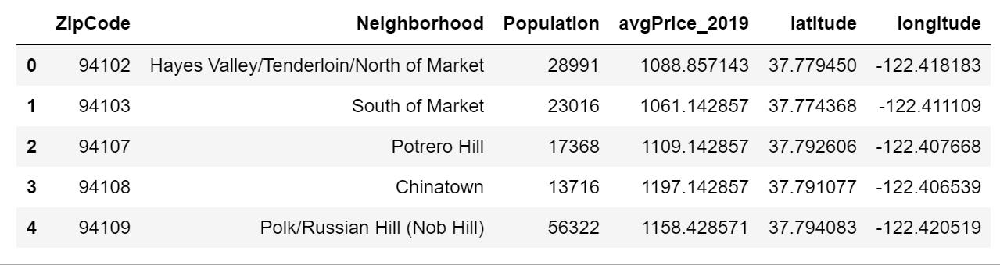 ZipCode Neighborhood Population avgPrice_2019 latitude longitude
0 94102 Hayes Valley/Tenderloin/North of Market 28991 1088.857143 37.779450 -122.418183
1 94103 South of Market 23016 1061.142857 37.774368 -122.411109
2 94107 Potrero Hill 17368 1109.142857 37.792606 -122.407668
3 94108 Chinatown 13716 1197.142857 37.791077 -122.406539
4 94109 Polk/Russian Hill (Nob Hill) 56322 1158.428571 37.794083 -122.420519